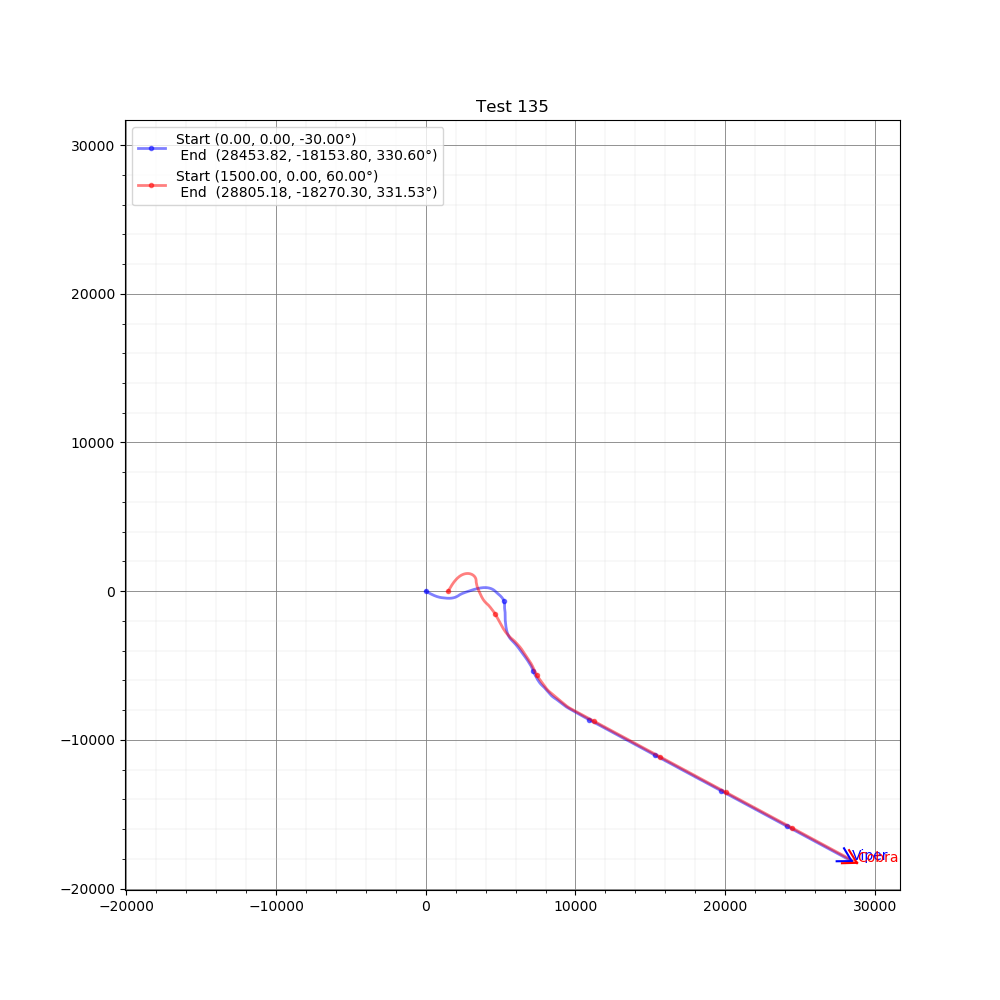 Test 135
Start (0.00, 0.00, -30.00°)
End (28453.82, -18153.80, 330.60°)
Start (1500.00, 0.00, 60.00°)
End (28805.18, -18270.30, 331.53°)
30000
20000
10000
0
−10000
−20000
Viper
Cobra
−20000
−10000
0
10000
20000
30000